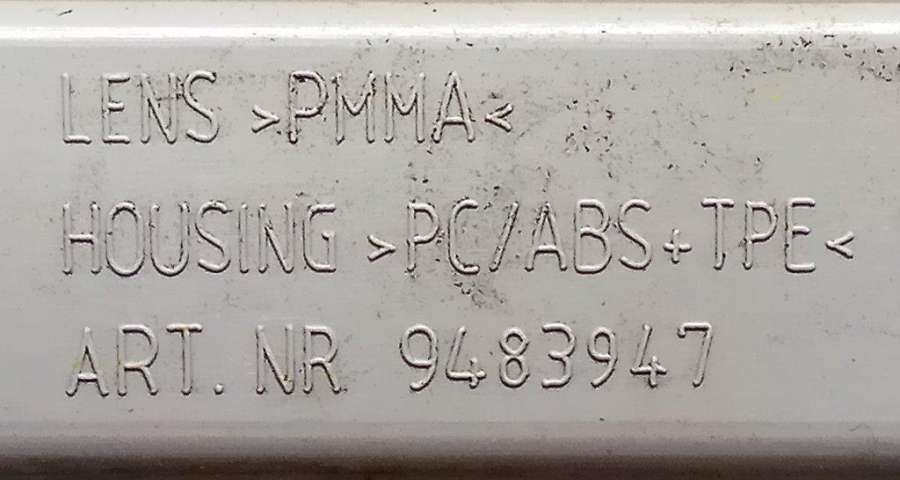 LENS >PMMA<
HOUSING >PC/ABS+TPE<
ART. NR 9483947